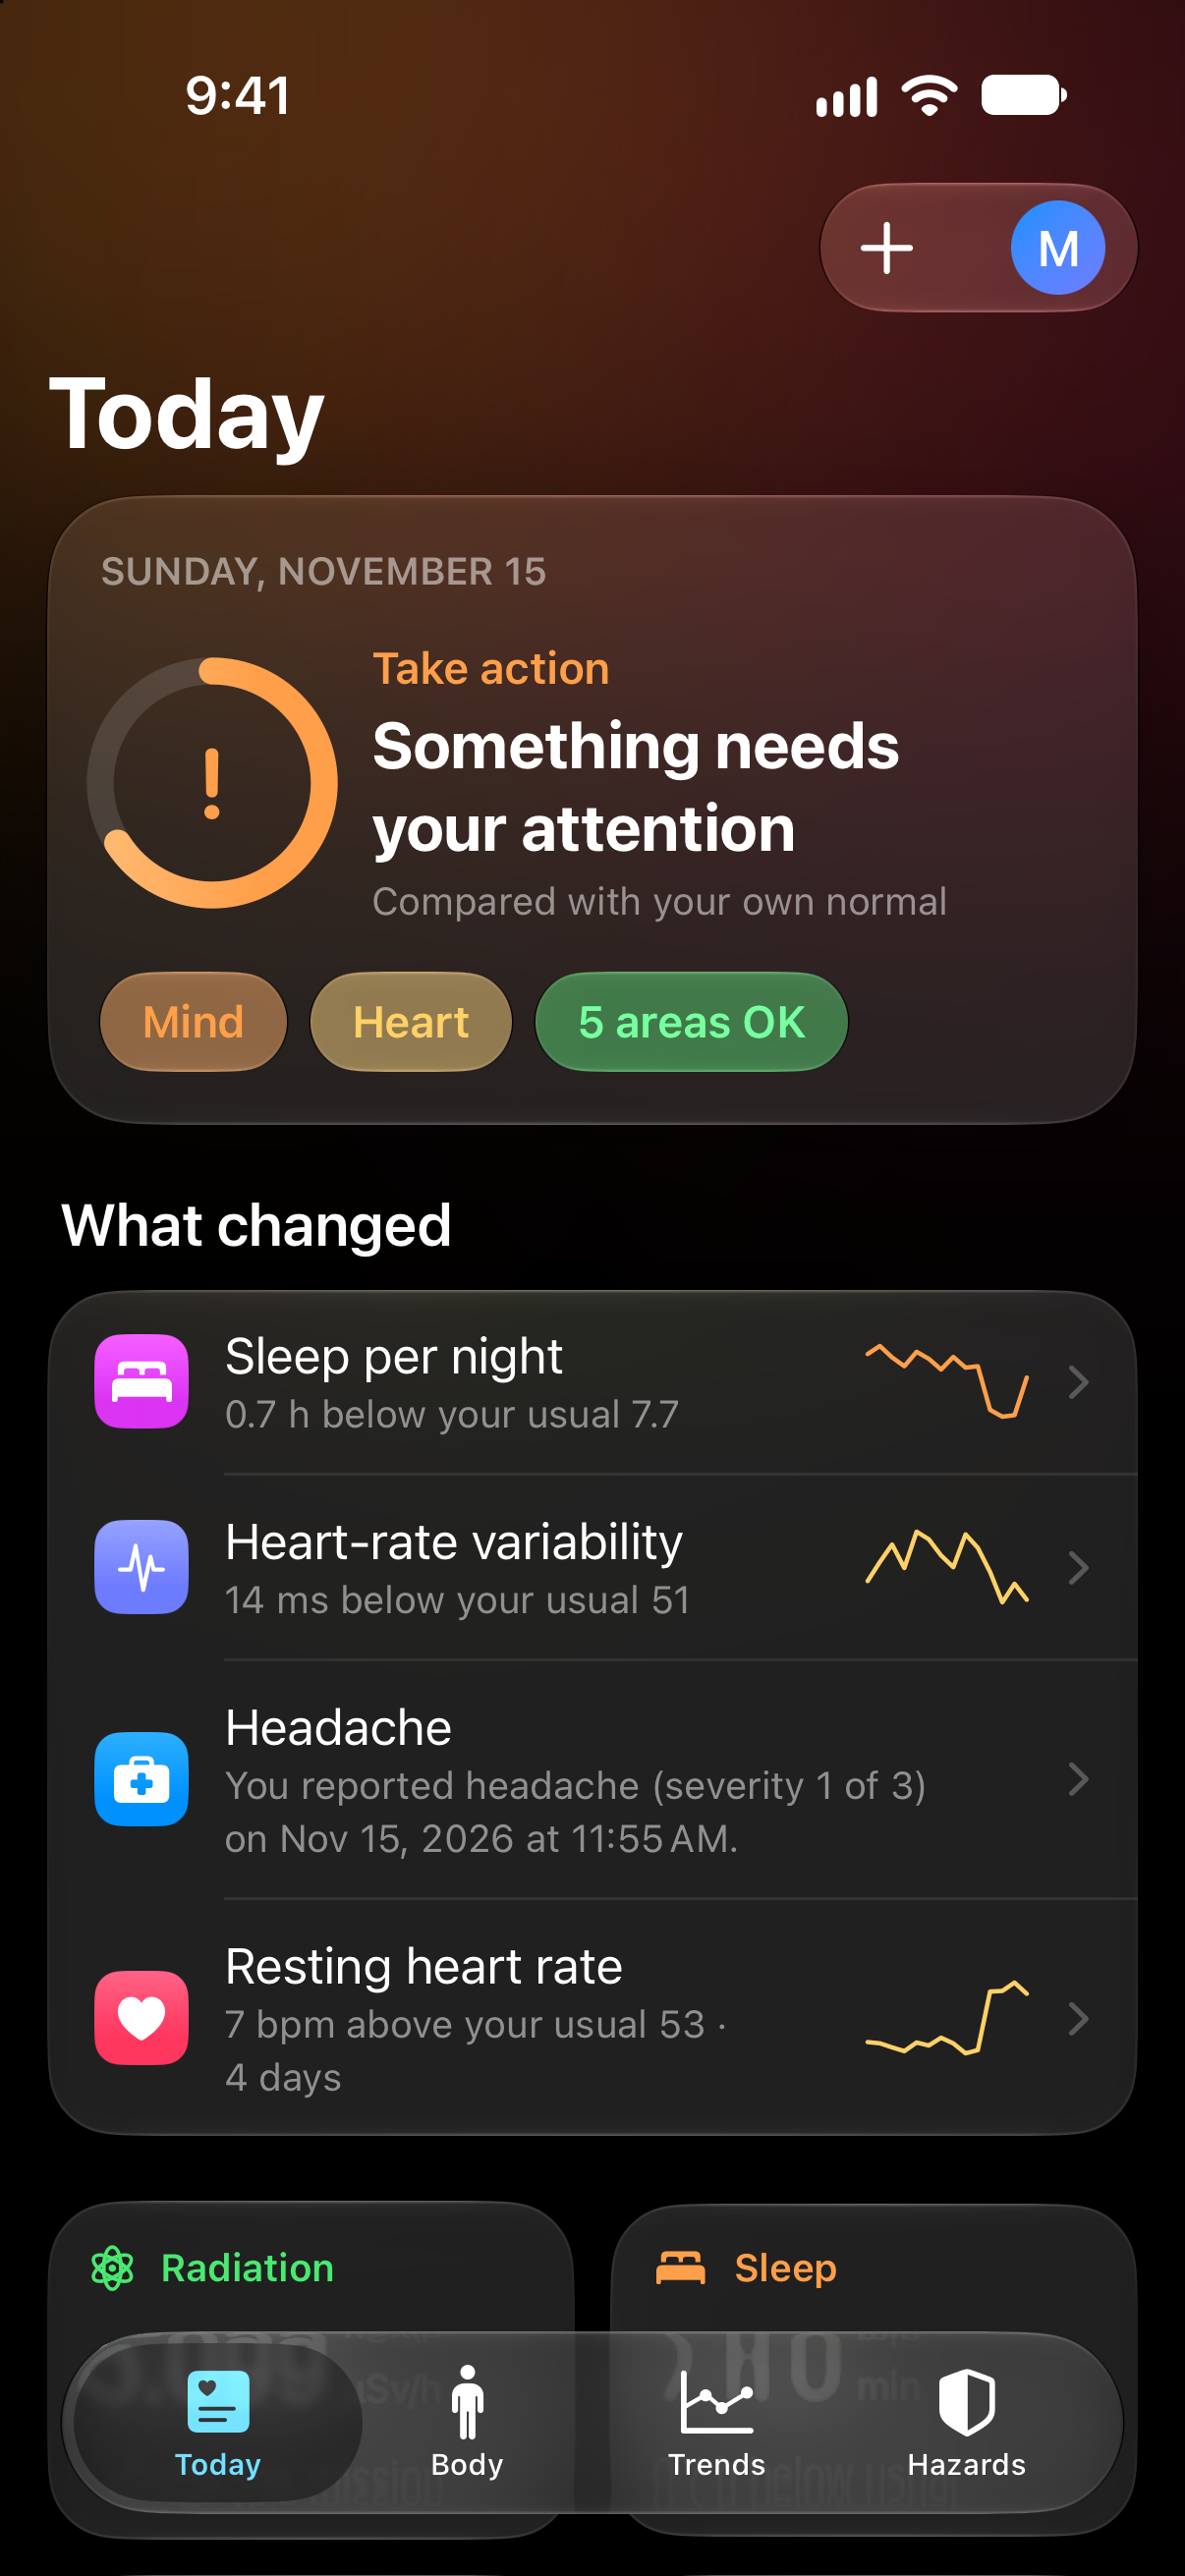 9:41
M
Today
SUNDAY, NOVEMBER 15
Take action
Something needs
your attention
Compared with your own normal
Mind
Heart
5 areas OK
What changed
Sleep per night
0.7 h below your usual 7.7
Heart-rate variability
14 ms below your usual 51
Headache
You reported headache (severity 1 of 3)
on Nov 15, 2026 at 11:55 AM.
Resting heart rate
7 bpm above your usual 53 ·
4 days
Radiation
Sleep
µSv/h
min
Today
Body
Trends
Hazards